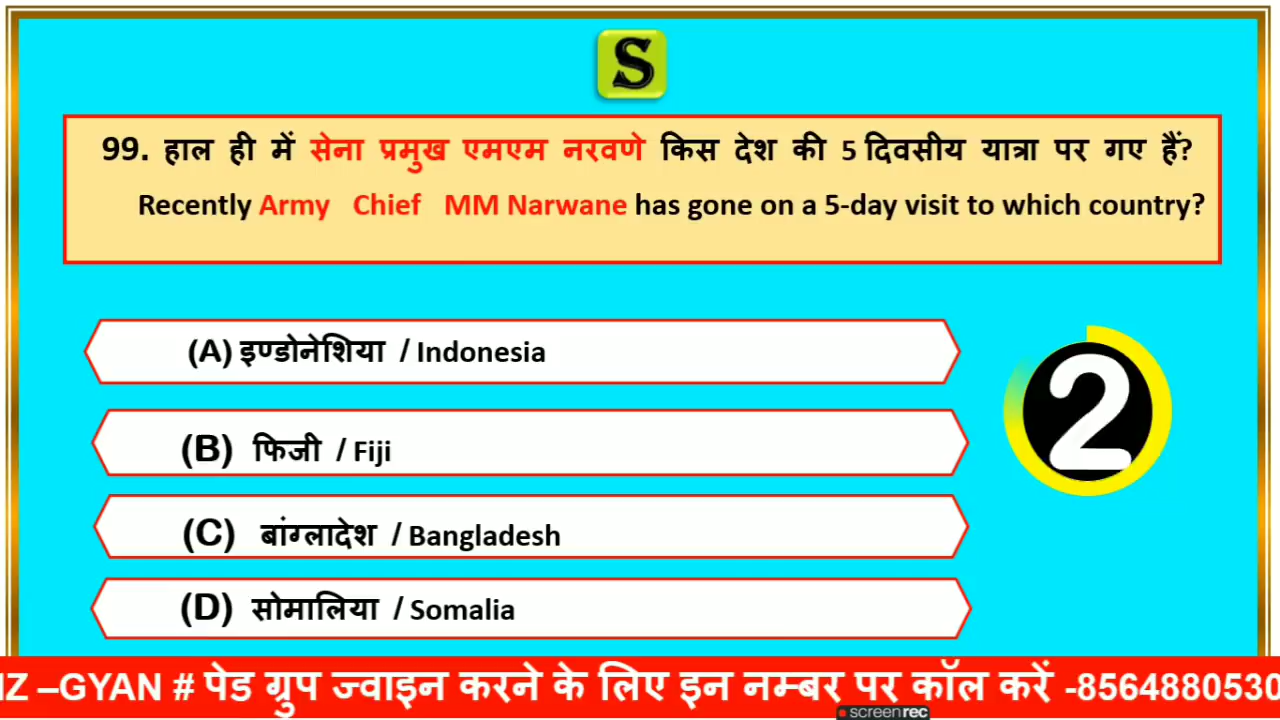 S
99. हाल ही में सेना प्रमुख एमएम नरवणे किस देश की 5 दिवसीय यात्रा पर गए हैं?
Recently Army Chief MM Narwane has gone on a 5-day visit to which country?
(A) इण्डोनेशिया / Indonesia
2
(B) फिजी / Fiji
(C) बांग्लादेश / Bangladesh
(D) सोमालिया / Somalia
IZ –GYAN # पेड ग्रुप ज्वाइन करने के लिए इन नम्बर पर कॉल करें -8564880530
screenrec